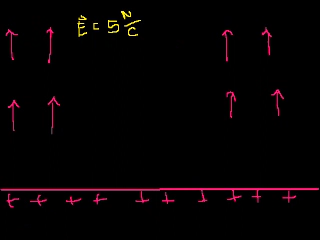 E⃗ = 5 N/C
+ + + + + + + + + +